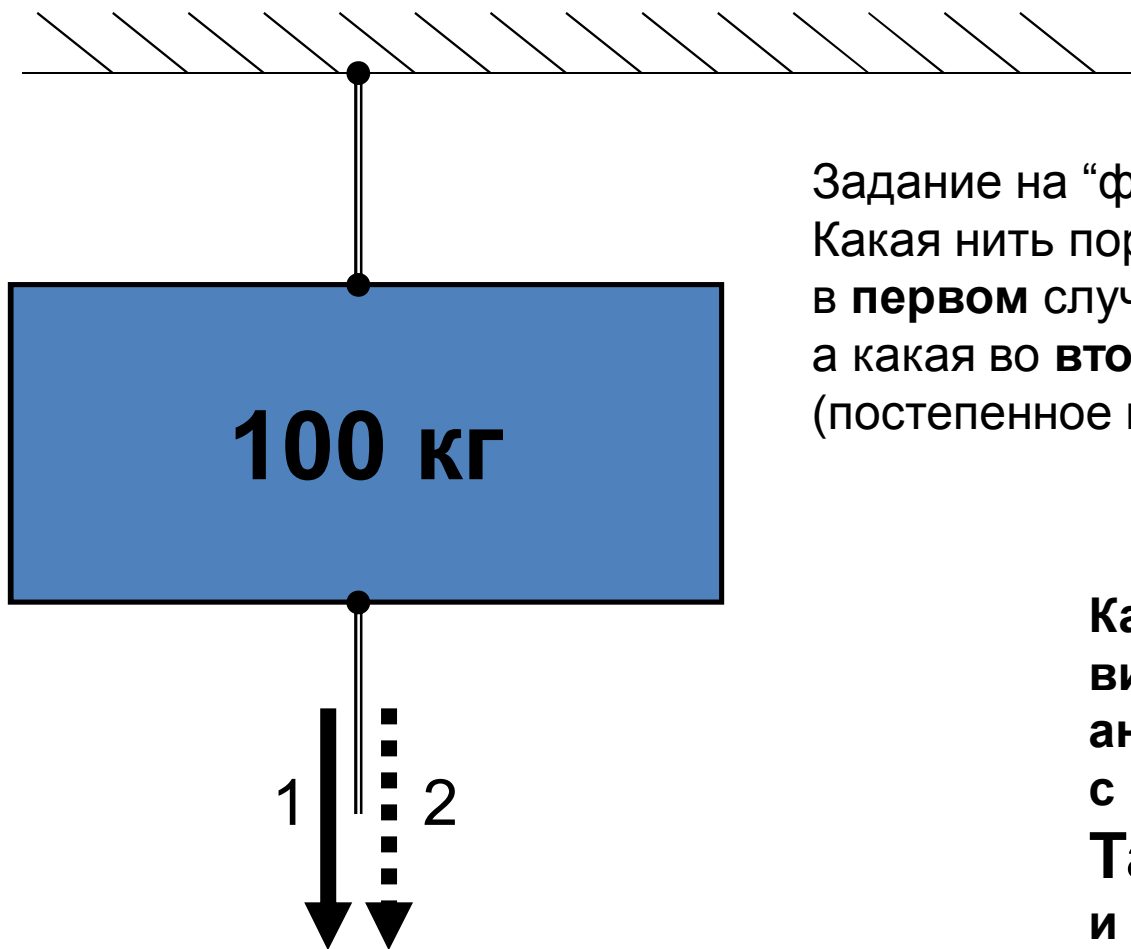 Задание на “ф
Какая нить пор
в первом случ
а какая во вто
(постепенное
100 кг
Ка
ви
ан
с
Та
и
1
2